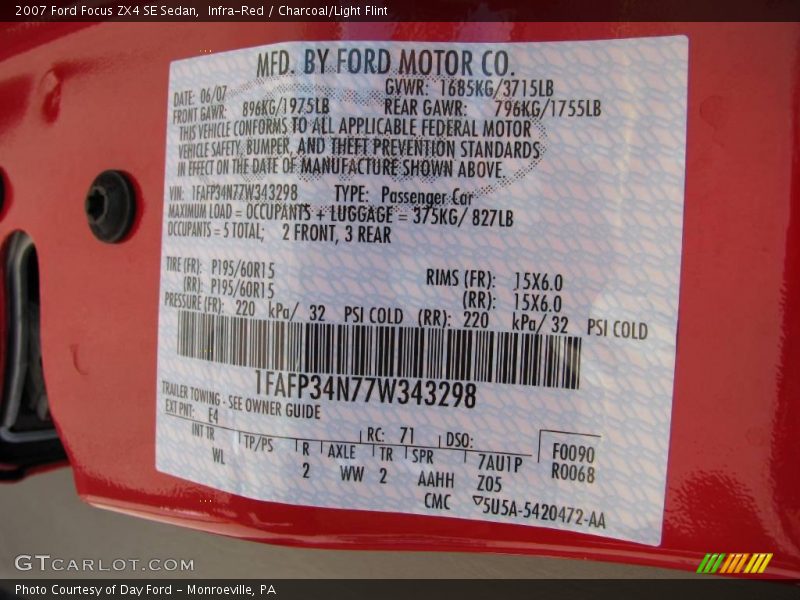 2007 Ford Focus ZX4 SE Sedan,  Infra-Red / Charcoal/Light Flint
MFD. BY FORD MOTOR CO.
DATE: 06/07 GVWR: 1685KG/3715LB
FRONT GAWR: 896KG/1975LB REAR GAWR: 796KG/1755LB
THIS VEHICLE CONFORMS TO ALL APPLICABLE FEDERAL MOTOR
VEHICLE SAFETY, BUMPER, AND THEFT PREVENTION STANDARDS
IN EFFECT ON THE DATE OF MANUFACTURE SHOWN ABOVE.
VIN: 1FAFP34N77W343298 TYPE: Passenger Car
MAXIMUM LOAD = OCCUPANTS + LUGGAGE = 375KG/ 827LB
OCCUPANTS = 5 TOTAL; 2 FRONT, 3 REAR
TIRE (FR): P195/60R15 RIMS (FR): 15X6.0
(RR): P195/60R15 (RR): 15X6.0
PRESSURE (FR): 220 kPa/ 32 PSI COLD (RR): 220 kPa/ 32 PSI COLD
1FAFP34N77W343298
TRAILER TOWING - SEE OWNER GUIDE
EXT PNT: E4 RC: 71 DSO: F0090
INT TR TP/PS R AXLE TR SPR 7AU1P R0068
WL 2 WW 2 AAHH Z05
CMC ▽5U5A-5420472-AA
GTCARLOT.COM
Photo Courtesy of Day Ford - Monroeville, PA